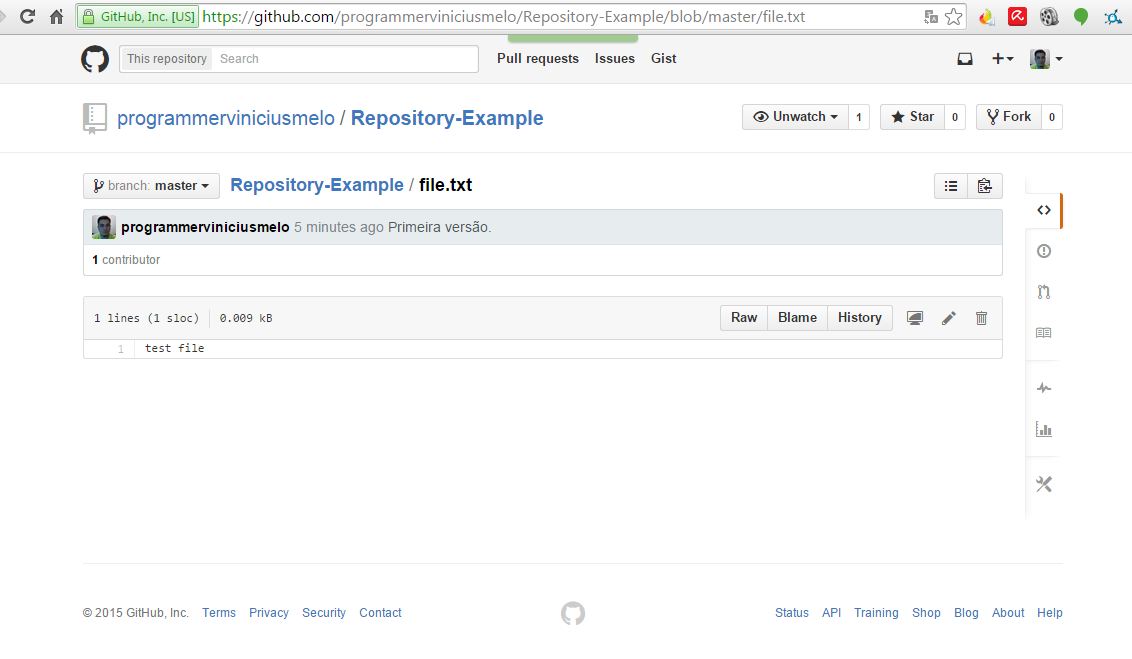 GitHub, Inc. [US] https://github.com/programmerviniciusmelo/Repository-Example/blob/master/file.txt
This repository Search Pull requests Issues Gist
programmerviniciusmelo / Repository-Example Unwatch 1 Star 0 Fork 0
branch: master Repository-Example / file.txt
programmerviniciusmelo 5 minutes ago Primeira versão.
1 contributor
1 lines (1 sloc) 0.009 kB Raw Blame History
1 test file
© 2015 GitHub, Inc. Terms Privacy Security Contact Status API Training Shop Blog About Help